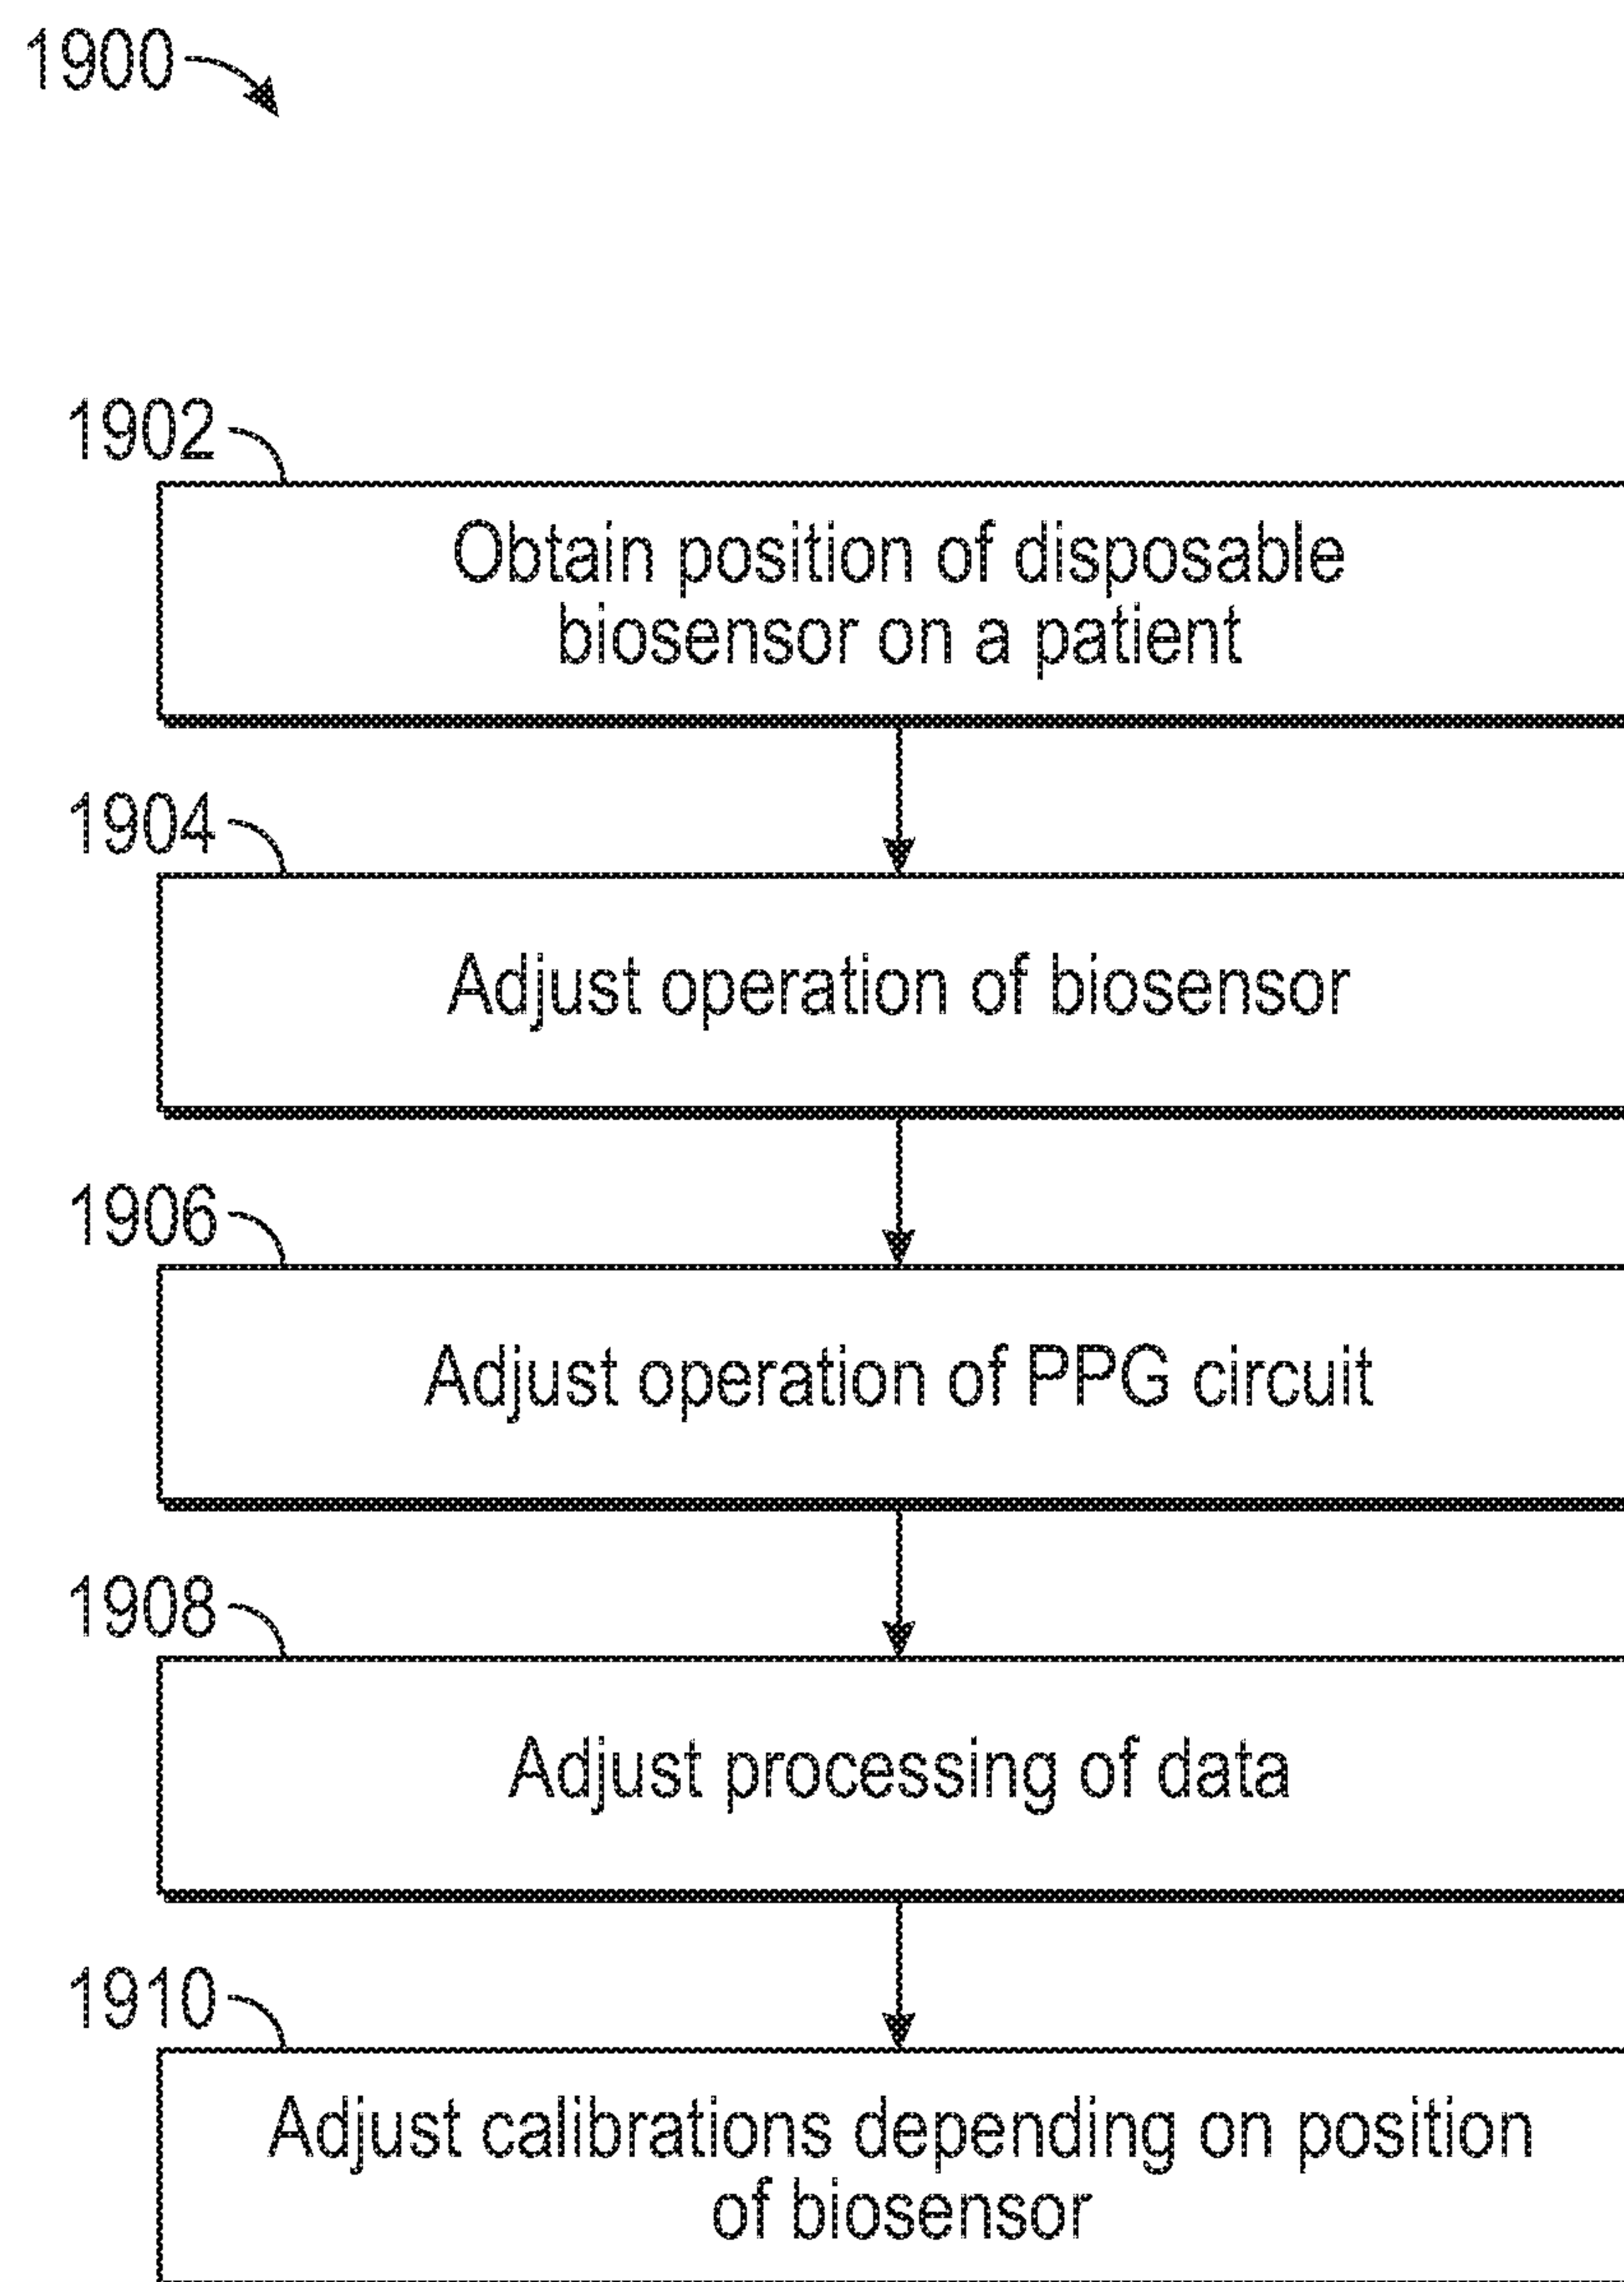 1900
1902
Obtain position of disposable
biosensor on a patient
1904
Adjust operation of biosensor
1906
Adjust operation of PPG circuit
1908
Adjust processing of data
1910
Adjust calibrations depending on position
of biosensor